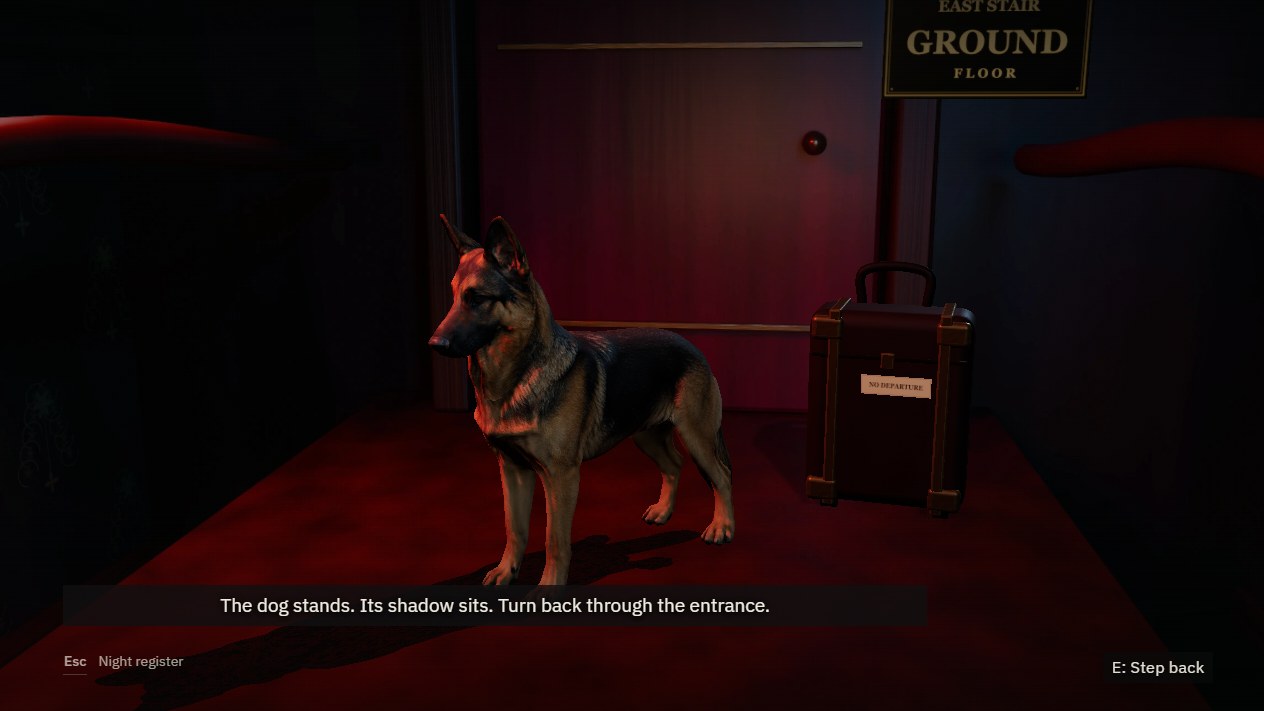 EAST STAIR
GROUND
FLOOR
NO DEPARTURE
The dog stands. Its shadow sits. Turn back through the entrance.
Esc Night register
E: Step back